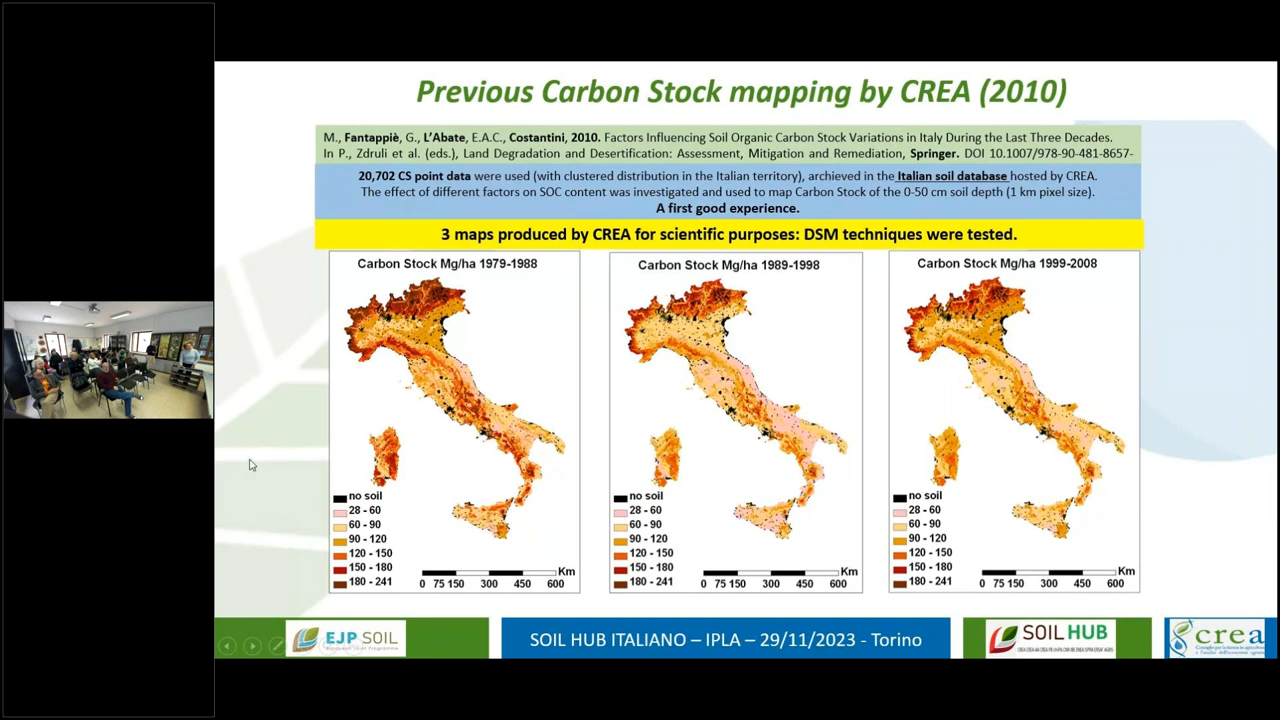 Previous Carbon Stock mapping by CREA (2010)
M., Fantappiè, G., L’Abate, E.A.C., Costantini, 2010. Factors Influencing Soil Organic Carbon Stock Variations in Italy During the Last Three Decades.
In P., Zdruli et al. (eds.), Land Degradation and Desertification: Assessment, Mitigation and Remediation, Springer. DOI 10.1007/978-90-481-8657-
20,702 CS point data were used (with clustered distribution in the Italian territory), archieved in the Italian soil database hosted by CREA.
The effect of different factors on SOC content was investigated and used to map Carbon Stock of the 0-50 cm soil depth (1 km pixel size).
A first good experience.
3 maps produced by CREA for scientific purposes: DSM techniques were tested.
Carbon Stock Mg/ha 1979-1988
no soil
28 - 60
60 - 90
90 - 120
120 - 150
150 - 180
180 - 241
Km
0 75 150 300 450 600
Carbon Stock Mg/ha 1989-1998
no soil
28 - 60
60 - 90
90 - 120
120 - 150
150 - 180
180 - 241
Km
0 75 150 300 450 600
Carbon Stock Mg/ha 1999-2008
no soil
28 - 60
60 - 90
90 - 120
120 - 150
150 - 180
180 - 241
Km
0 75 150 300 450 600
EJP SOIL
European Joint Programme
SOIL HUB ITALIANO – IPLA – 29/11/2023 - Torino
SOIL HUB
crea